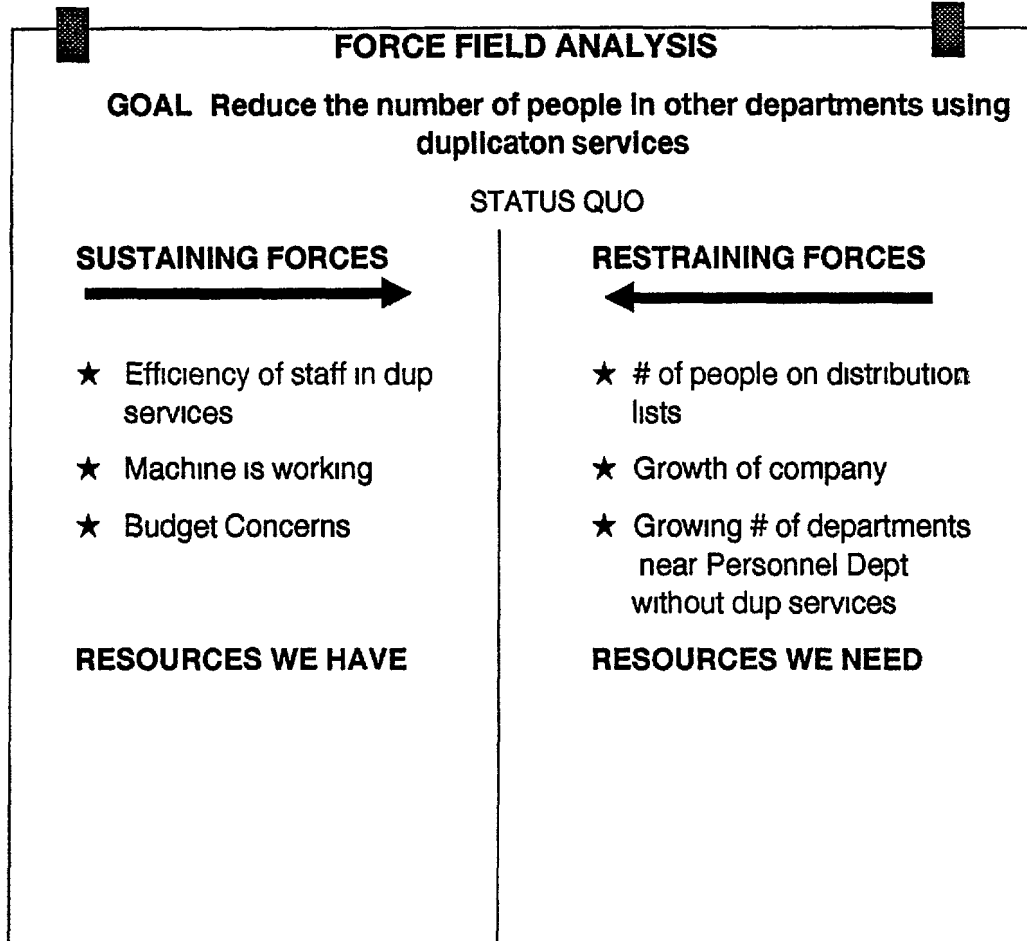 FORCE FIELD ANALYSIS
GOAL Reduce the number of people in other departments using
duplicaton services
STATUS QUO
SUSTAINING FORCES
★ Efficiency of staff in dup
services
★ Machine is working
★ Budget Concerns
RESOURCES WE HAVE
RESTRAINING FORCES
★ # of people on distribution
lists
★ Growth of company
★ Growing # of departments
near Personnel Dept
without dup services
RESOURCES WE NEED